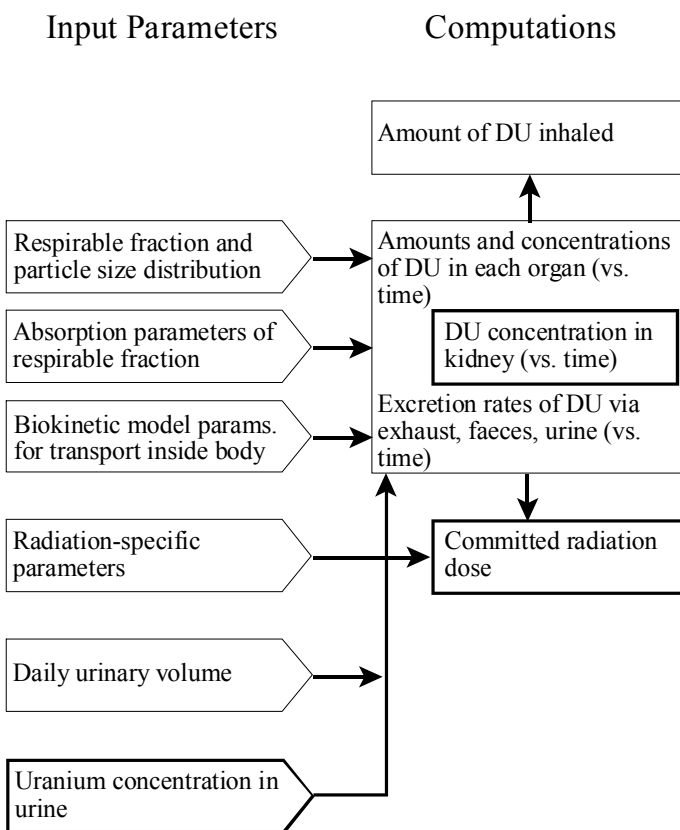 Input Parameters
Computations
Amount of DU inhaled
Respirable fraction and
particle size distribution
Amounts and concentrations
of DU in each organ (vs.
time)
Absorption parameters of
respirable fraction
DU concentration in
kidney (vs. time)
Biokinetic model params.
for transport inside body
Excretion rates of DU via
exhaust, faeces, urine (vs.
time)
Radiation-specific
parameters
Committed radiation
dose
Daily urinary volume
Uranium concentration in
urine